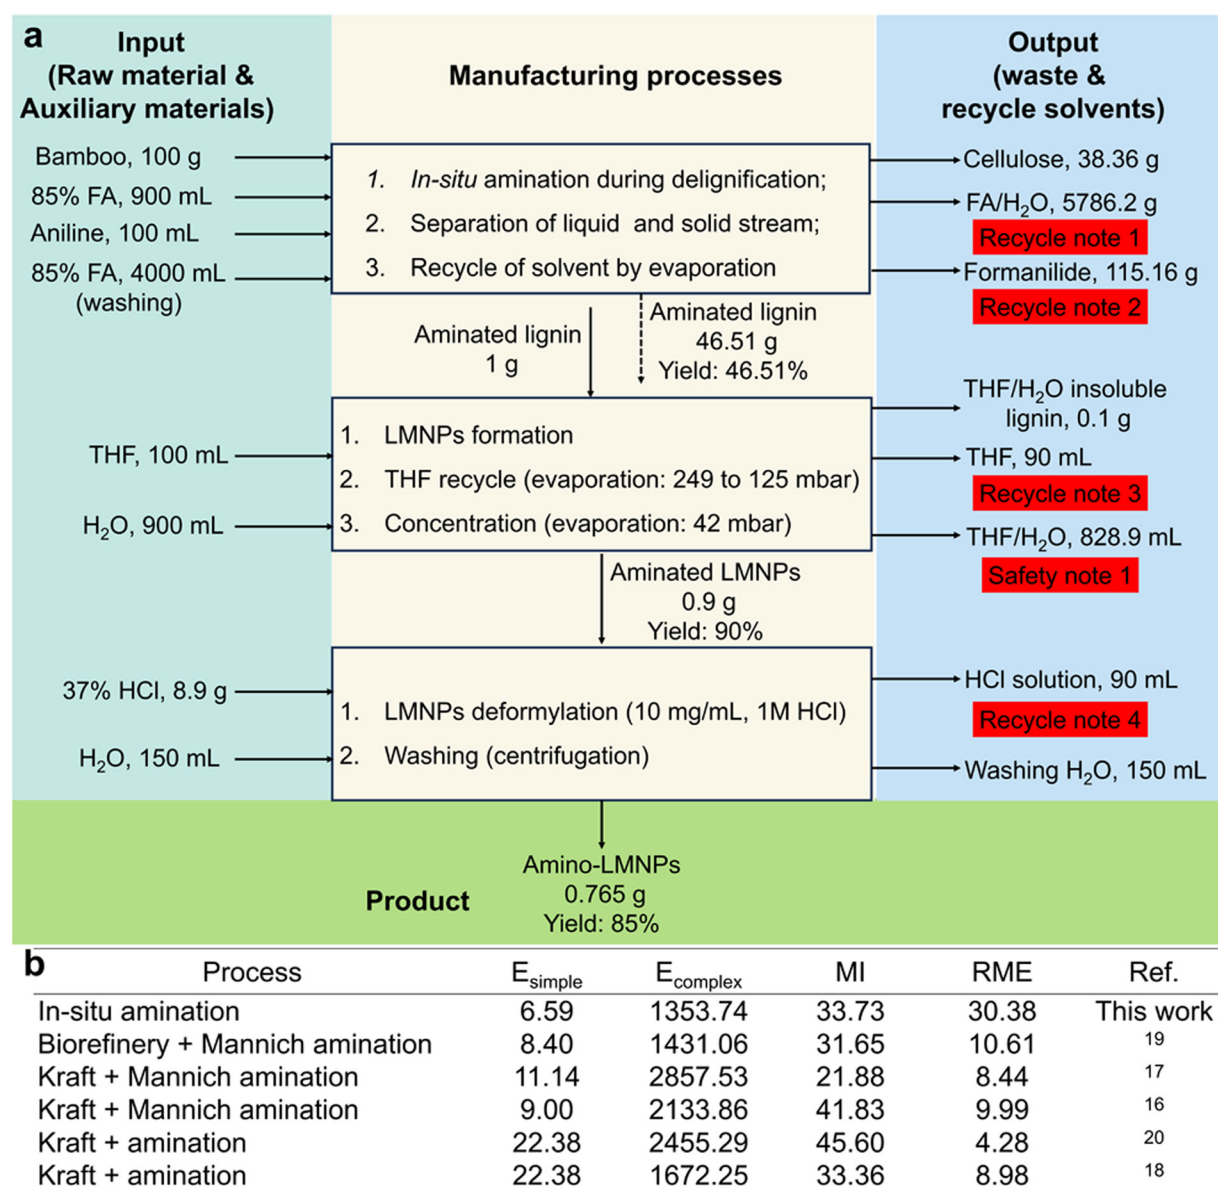 a
Input
(Raw material &
Auxiliary materials)
Manufacturing processes
Output
(waste &
recycle solvents)
Bamboo, 100 g
85% FA, 900 mL
Aniline, 100 mL
85% FA, 4000 mL
(washing)
1. In-situ amination during delignification;
2. Separation of liquid and solid stream;
3. Recycle of solvent by evaporation
Cellulose, 38.36 g
FA/H₂O, 5786.2 g
Recycle note 1
Formanilide, 115.16 g
Recycle note 2
Aminated lignin
1 g
Aminated lignin
46.51 g
Yield: 46.51%
THF, 100 mL
H₂O, 900 mL
1. LMNPs formation
2. THF recycle (evaporation: 249 to 125 mbar)
3. Concentration (evaporation: 42 mbar)
THF/H₂O insoluble
lignin, 0.1 g
THF, 90 mL
Recycle note 3
THF/H₂O, 828.9 mL
Safety note 1
Aminated LMNPs
0.9 g
Yield: 90%
37% HCl, 8.9 g
H₂O, 150 mL
1. LMNPs deformylation (10 mg/mL, 1M HCl)
2. Washing (centrifugation)
HCl solution, 90 mL
Recycle note 4
Washing H₂O, 150 mL
Product
Amino-LMNPs
0.765 g
Yield: 85%
b
Process Esimple Ecomplex MI RME Ref.
In-situ amination 6.59 1353.74 33.73 30.38 This work
Biorefinery + Mannich amination 8.40 1431.06 31.65 10.61 19
Kraft + Mannich amination 11.14 2857.53 21.88 8.44 17
Kraft + Mannich amination 9.00 2133.86 41.83 9.99 16
Kraft + amination 22.38 2455.29 45.60 4.28 20
Kraft + amination 22.38 1672.25 33.36 8.98 18